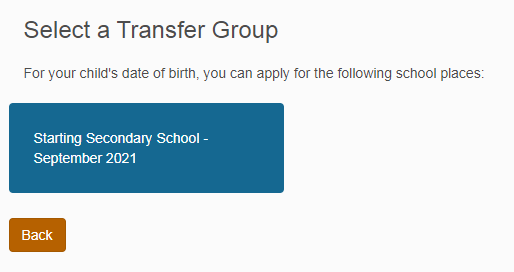 Select a Transfer Group
For your child's date of birth, you can apply for the following school places:
Starting Secondary School -
September 2021
Back